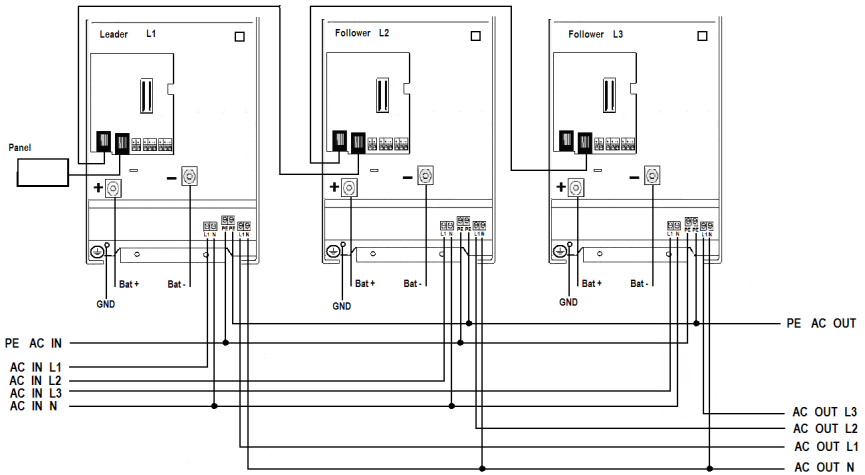 Leader L1
Follower L2
Follower L3
Panel
+ -
+ -
+ -
L1 N PE PE L1 N
L1 N PE PE L1 N
L1 N PE PE L1 N
Bat + Bat -
Bat + Bat -
Bat + Bat -
GND
GND
GND
PE AC OUT
PE AC IN
AC IN L1
AC IN L2
AC IN L3
AC IN N
AC OUT L3
AC OUT L2
AC OUT L1
AC OUT N